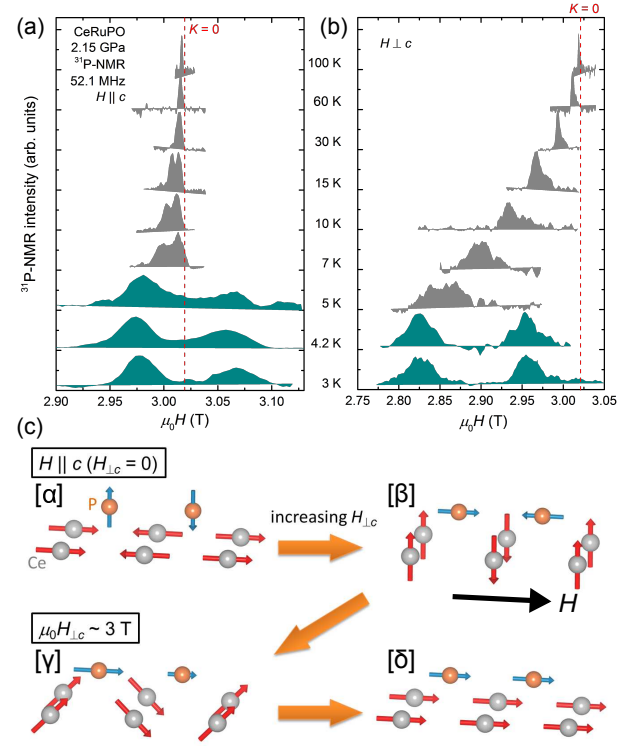 (a)
CeRuPO
2.15 GPa
³¹P-NMR
52.1 MHz
H || c
K = 0
(b)
K = 0
H ⊥ c
³¹P-NMR intensity (arb. units)
100 K
60 K
30 K
15 K
10 K
7 K
5 K
4.2 K
3 K
2.90 2.95 3.00 3.05 3.10
μ₀H (T)
2.75 2.80 2.85 2.90 2.95 3.00 3.05
μ₀H (T)
(c)
H || c (H⊥c = 0)
[α]
P
Ce
increasing H⊥c
[β]
H
μ₀H⊥c ~ 3 T
[γ]
[δ]